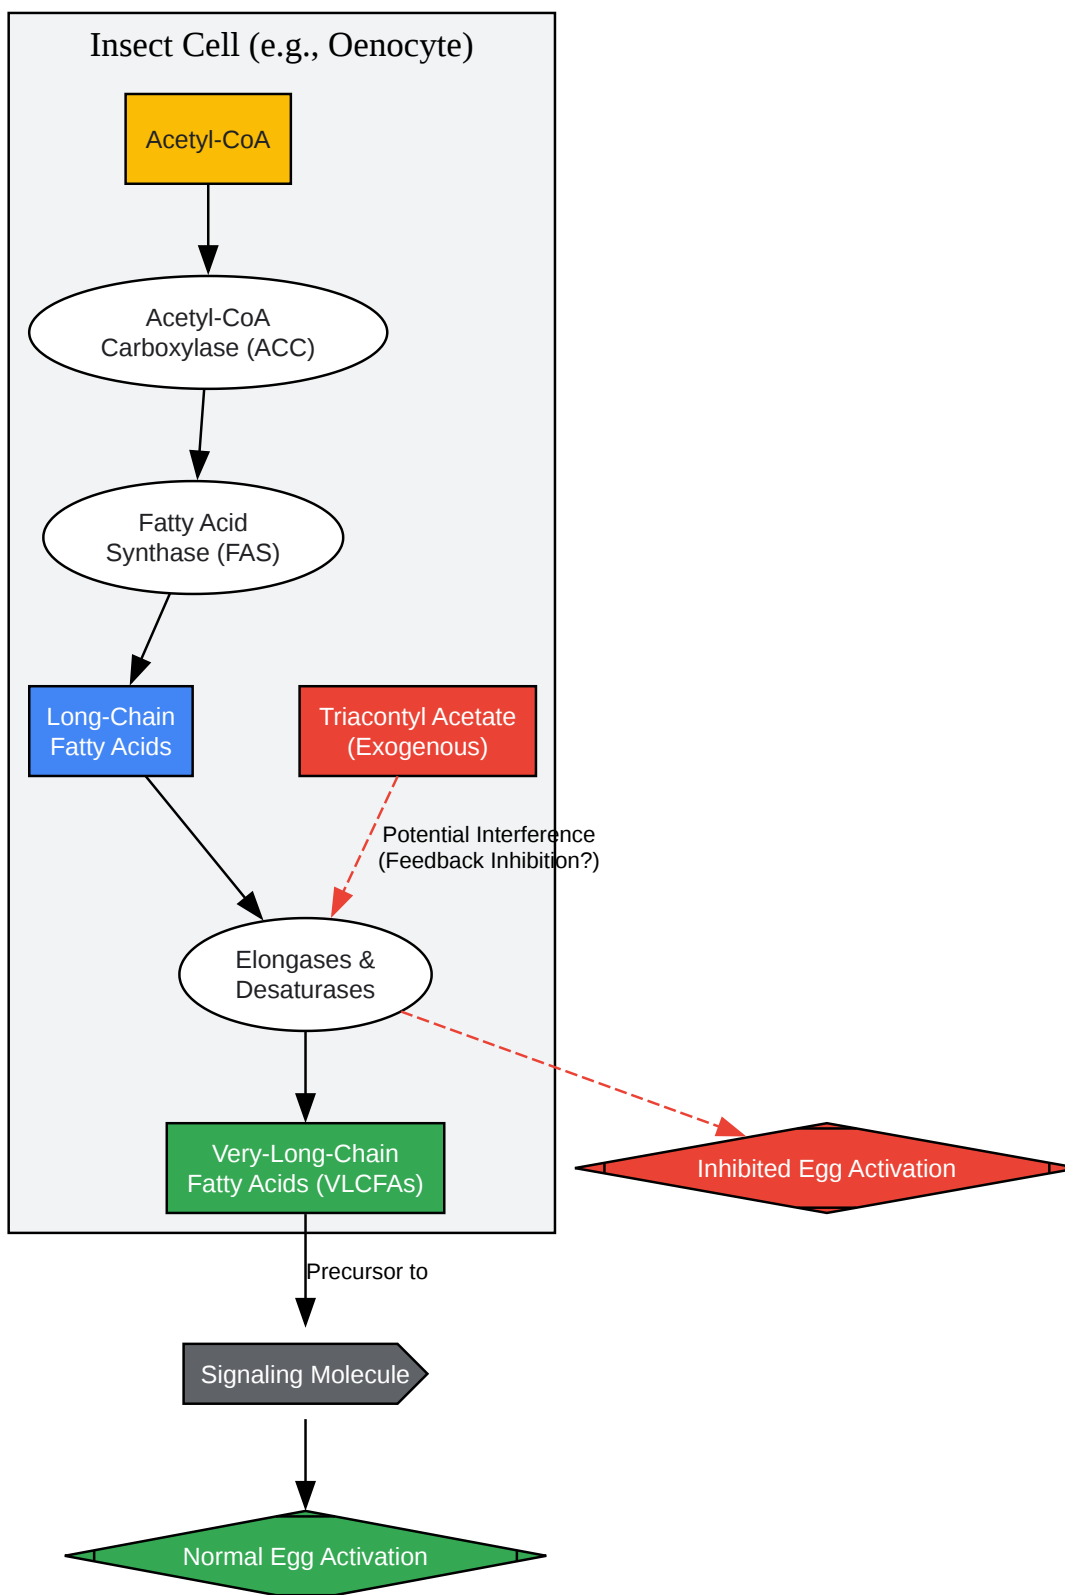 Insect Cell (e.g., Oenocyte)
Acetyl-CoA
Acetyl-CoA
Carboxylase (ACC)
Fatty Acid
Synthase (FAS)
Long-Chain
Fatty Acids
Triacontyl Acetate
(Exogenous)
Potential Interference
(Feedback Inhibition?)
Elongases &
Desaturases
Very-Long-Chain
Fatty Acids (VLCFAs)
Inhibited Egg Activation
Precursor to
Signaling Molecule
Normal Egg Activation